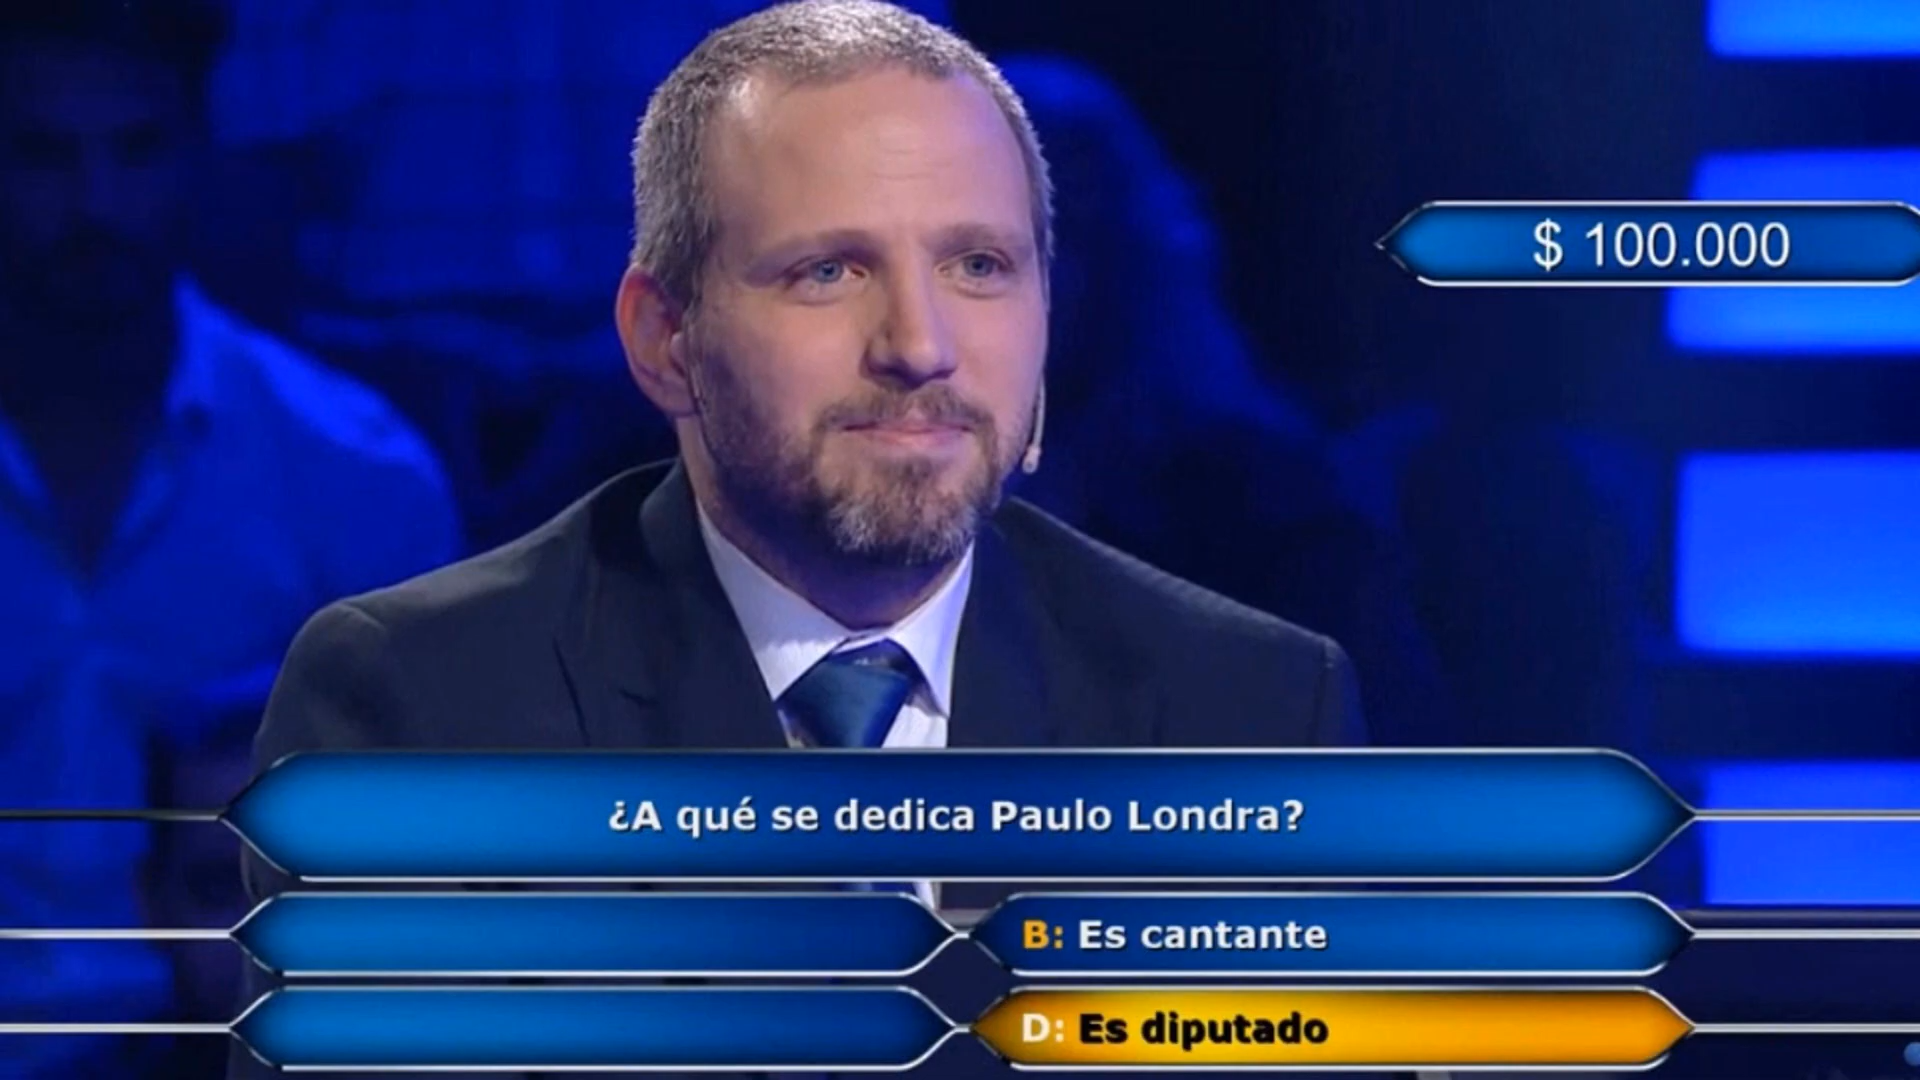 $ 100.000
¿A qué se dedica Paulo Londra?
B: Es cantante
D: Es diputado